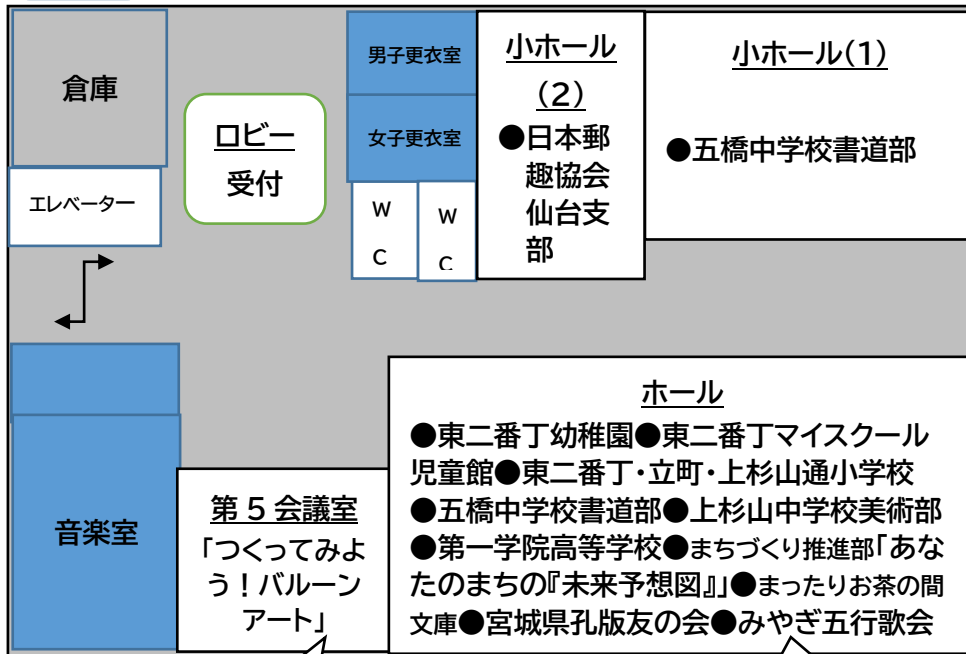 倉庫
エレベーター
ロビー
受付
男子更衣室
女子更衣室
W
C
W
C
小ホール
(2)
●日本郵
趣協会
仙台支
部
小ホール(1)
●五橋中学校書道部
音楽室
第5会議室
「つくってみよ
う！バルーン
アート」
ホール
●東二番丁幼稚園●東二番丁マイスクール
児童館●東二番丁・立町・上杉山通小学校
●五橋中学校書道部●上杉山中学校美術部
●第一学院高等学校●まちづくり推進部「あな
たのまちの『未来予想図』」●まったりお茶の間
文庫●宮城県孔版友の会●みやぎ五行歌会